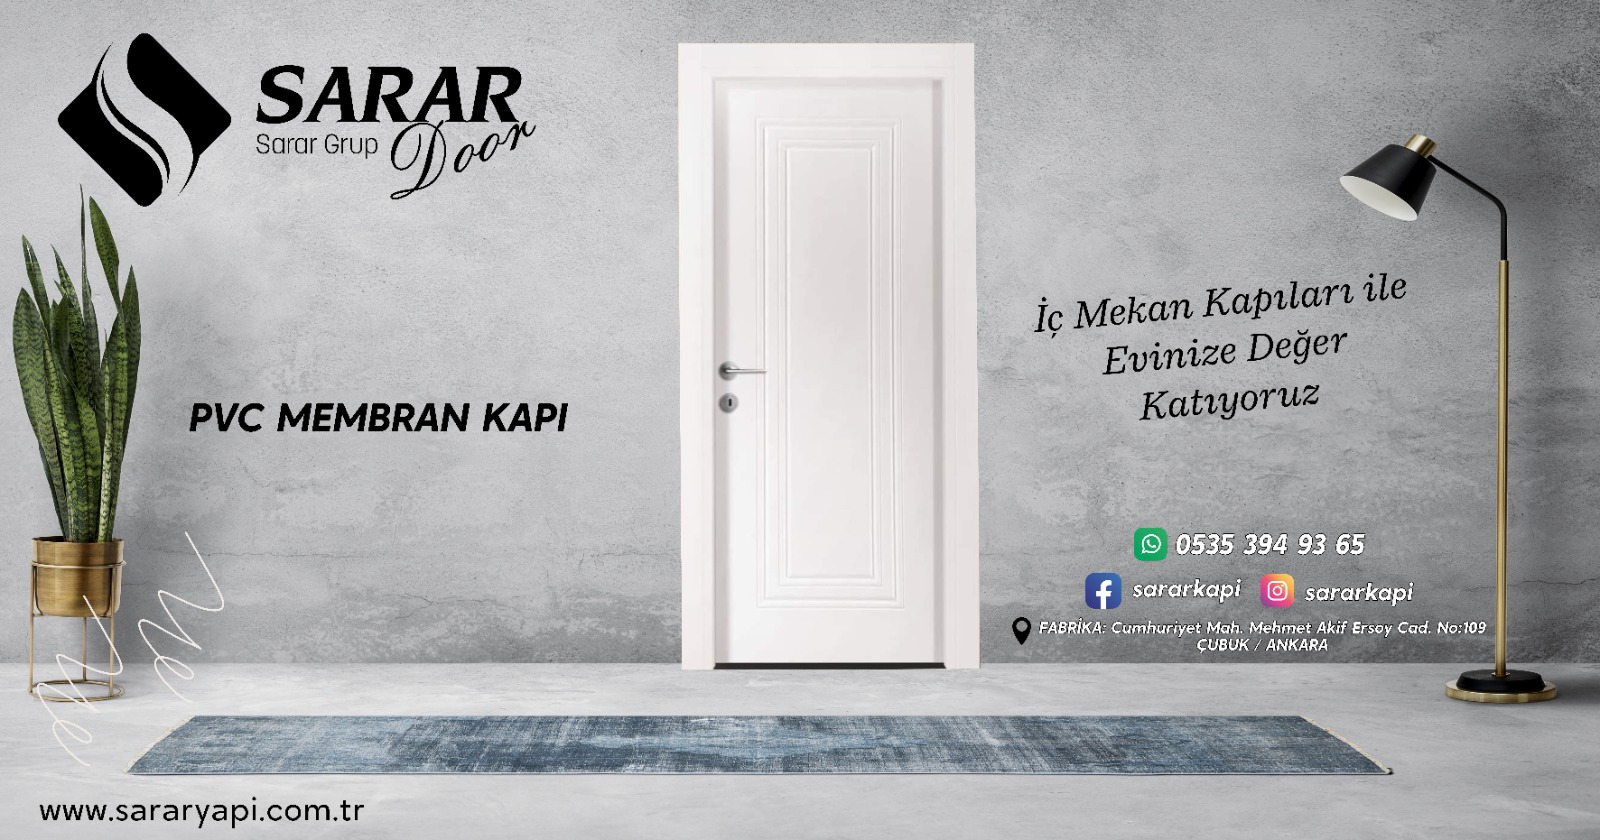 SARAR
Sarar Grup
Door
PVC MEMBRAN KAPI
İç Mekan Kapıları ile
Evinize Değer
Katıyoruz
0535 394 93 65
sararkapi
sararkapi
FABRİKA: Cumhuriyet Mah. Mehmet Akif Ersoy Cad. No:109
ÇUBUK / ANKARA
www.sararyapi.com.tr